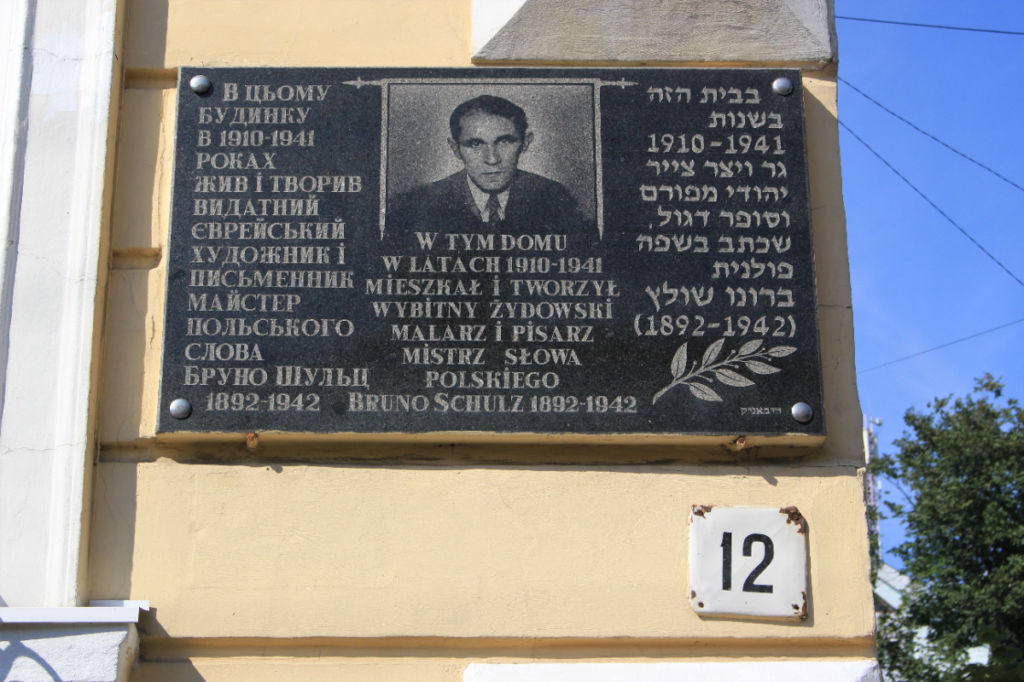 В ЦЬОМУ
БУДИНКУ
В 1910-1941
РОКАХ
ЖИВ І ТВОРИВ
ВИДАТНИЙ
ЄВРЕЙСЬКИЙ
ХУДОЖНИК І
ПИСЬМЕННИК
МАЙСТЕР
ПОЛЬСЬКОГО
СЛОВА
БРУНО ШУЛЬЦ
1892-1942
W TYM DOMU
W LATACH 1910-1941
MIESZKAŁ I TWORZYŁ
WYBITNY ŻYDOWSKI
MALARZ I PISARZ
MISTRZ SŁOWA
POLSKIEGO
BRUNO SCHULZ 1892-1942
בבית הזה
בשנות
1910-1941
גר ויצר צייר
יהודי מפורם
וסופר דגול,
שכתב בשפה
פולנית
ברונו שולץ
(1892-1942)
12